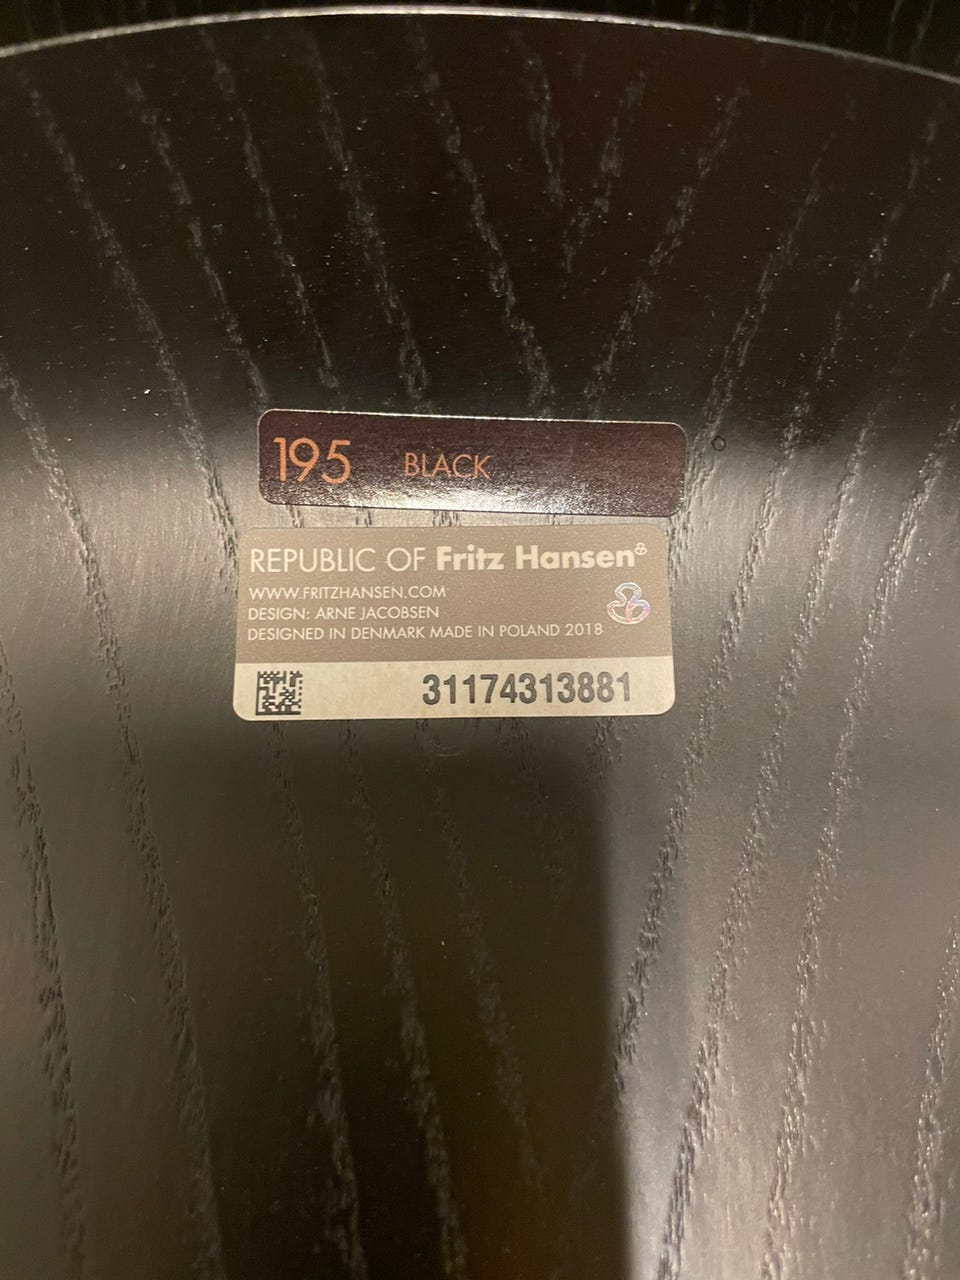 195 BLACK
REPUBLIC OF Fritz Hansen
WWW.FRITZHANSEN.COM
DESIGN: ARNE JACOBSEN
DESIGNED IN DENMARK MADE IN POLAND 2018
31174313881